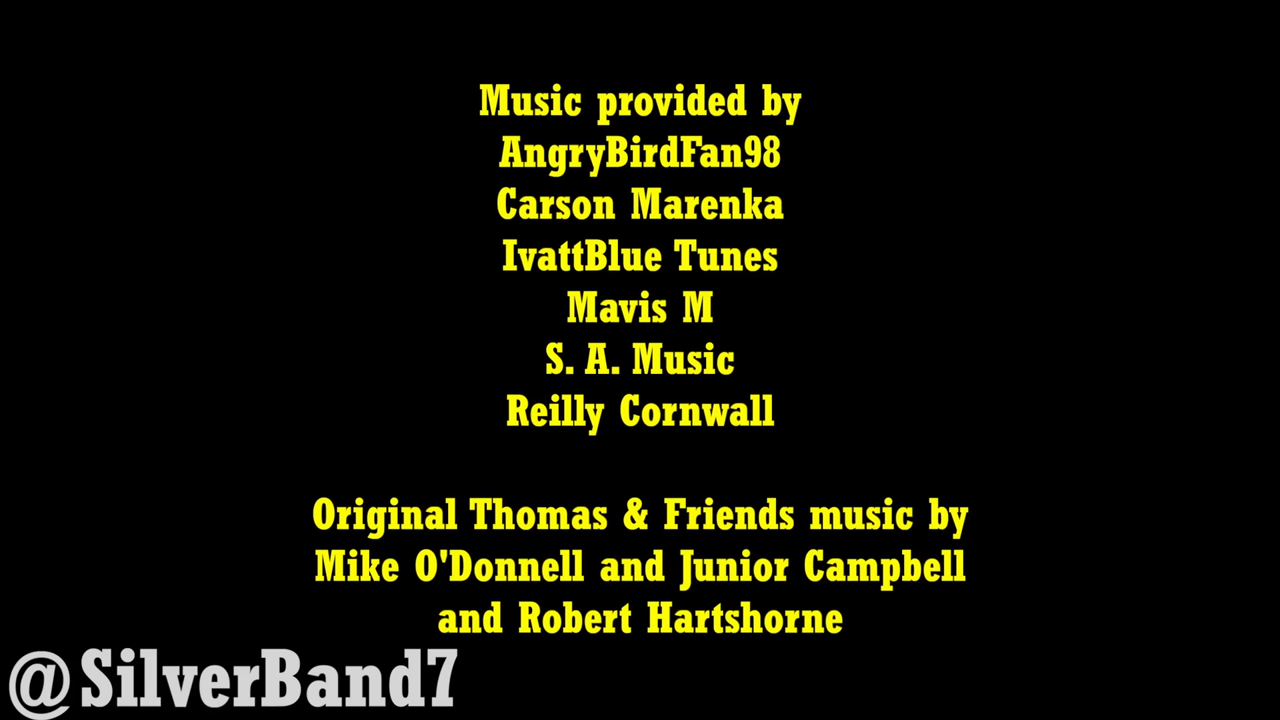 Music provided by
AngryBirdFan98
Carson Marenka
IvattBlue Tunes
Mavis M
S. A. Music
Reilly Cornwall
Original Thomas & Friends music by
Mike O'Donnell and Junior Campbell
and Robert Hartshorne
@SilverBand7